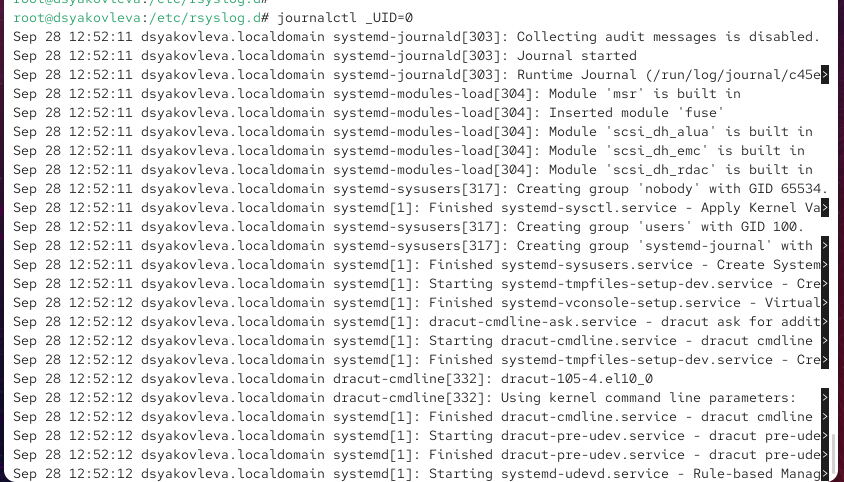 root@dsyakovleva:/etc/rsyslog.d#
root@dsyakovleva:/etc/rsyslog.d# journalctl _UID=0
Sep 28 12:52:11 dsyakovleva.localdomain systemd-journald[303]: Collecting audit messages is disabled.
Sep 28 12:52:11 dsyakovleva.localdomain systemd-journald[303]: Journal started
Sep 28 12:52:11 dsyakovleva.localdomain systemd-journald[303]: Runtime Journal (/run/log/journal/c45e>
Sep 28 12:52:11 dsyakovleva.localdomain systemd-modules-load[304]: Module 'msr' is built in
Sep 28 12:52:11 dsyakovleva.localdomain systemd-modules-load[304]: Inserted module 'fuse'
Sep 28 12:52:11 dsyakovleva.localdomain systemd-modules-load[304]: Module 'scsi_dh_alua' is built in
Sep 28 12:52:11 dsyakovleva.localdomain systemd-modules-load[304]: Module 'scsi_dh_emc' is built in
Sep 28 12:52:11 dsyakovleva.localdomain systemd-modules-load[304]: Module 'scsi_dh_rdac' is built in
Sep 28 12:52:11 dsyakovleva.localdomain systemd-sysusers[317]: Creating group 'nobody' with GID 65534.
Sep 28 12:52:11 dsyakovleva.localdomain systemd[1]: Finished systemd-sysctl.service - Apply Kernel Va>
Sep 28 12:52:11 dsyakovleva.localdomain systemd-sysusers[317]: Creating group 'users' with GID 100.
Sep 28 12:52:11 dsyakovleva.localdomain systemd-sysusers[317]: Creating group 'systemd-journal' with >
Sep 28 12:52:11 dsyakovleva.localdomain systemd[1]: Finished systemd-sysusers.service - Create System>
Sep 28 12:52:11 dsyakovleva.localdomain systemd[1]: Starting systemd-tmpfiles-setup-dev.service - Cre>
Sep 28 12:52:12 dsyakovleva.localdomain systemd[1]: Finished systemd-vconsole-setup.service - Virtual>
Sep 28 12:52:12 dsyakovleva.localdomain systemd[1]: dracut-cmdline-ask.service - dracut ask for addit>
Sep 28 12:52:12 dsyakovleva.localdomain systemd[1]: Starting dracut-cmdline.service - dracut cmdline >
Sep 28 12:52:12 dsyakovleva.localdomain systemd[1]: Finished systemd-tmpfiles-setup-dev.service - Cre>
Sep 28 12:52:12 dsyakovleva.localdomain dracut-cmdline[332]: dracut-105-4.el10_0
Sep 28 12:52:12 dsyakovleva.localdomain dracut-cmdline[332]: Using kernel command line parameters: >
Sep 28 12:52:12 dsyakovleva.localdomain systemd[1]: Finished dracut-cmdline.service - dracut cmdline >
Sep 28 12:52:12 dsyakovleva.localdomain systemd[1]: Starting dracut-pre-udev.service - dracut pre-ude>
Sep 28 12:52:12 dsyakovleva.localdomain systemd[1]: Finished dracut-pre-udev.service - dracut pre-ude>
Sep 28 12:52:12 dsyakovleva.localdomain systemd[1]: Starting systemd-udevd.service - Rule-based Manag>